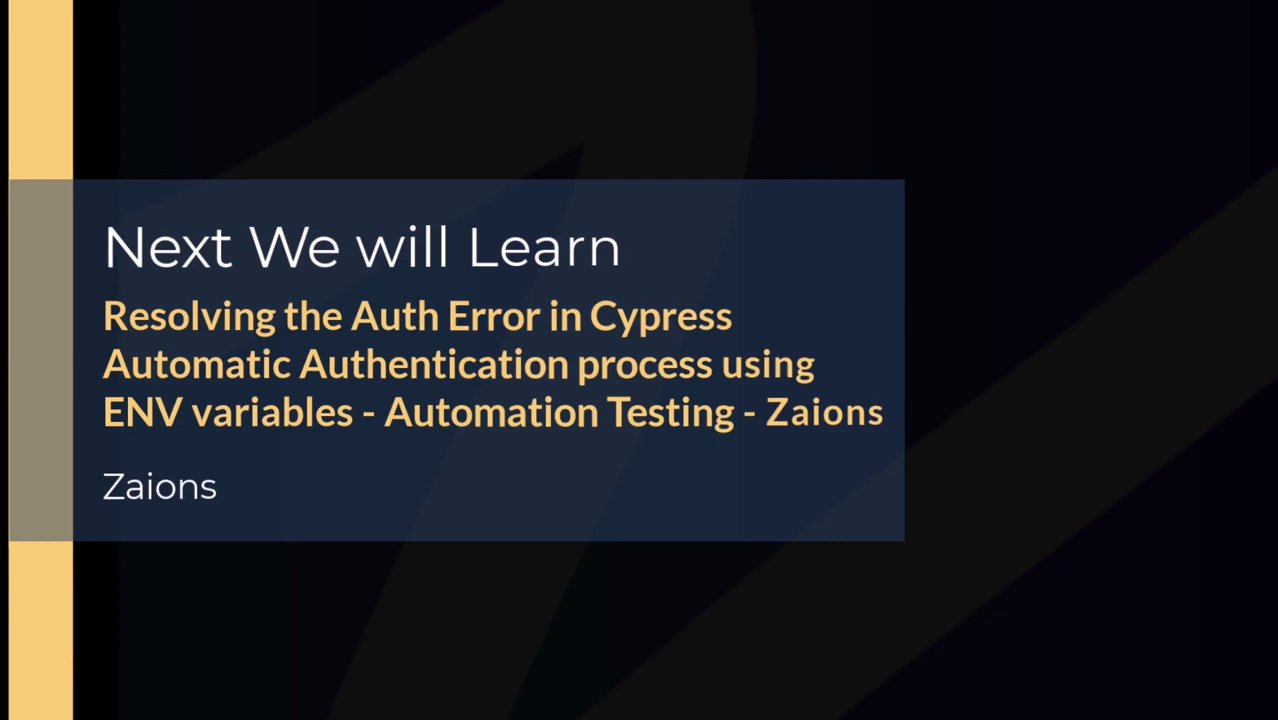 Next We will Learn
Resolving the Auth Error in Cypress
Automatic Authentication process using
ENV variables - Automation Testing - Zaions
Zaions